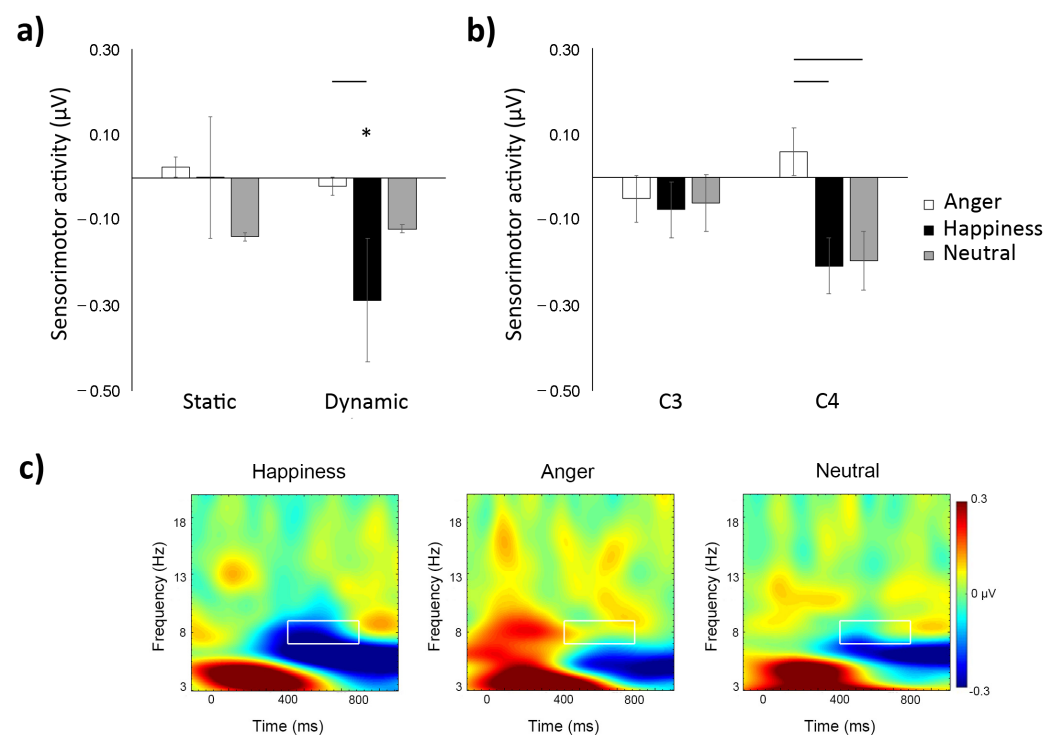 a)
Sensorimotor activity (µV)
0.30
0.10
−0.10
−0.30
−0.50
*
Static
Dynamic
b)
Sensorimotor activity (µV)
0.30
0.10
−0.10
−0.30
−0.50
C3
C4
Anger
Happiness
Neutral
c)
Happiness
Frequency (Hz)
18
13
8
3
0 400 800
Time (ms)
Anger
Frequency (Hz)
18
13
8
3
0 400 800
Time (ms)
Neutral
Frequency (Hz)
18
13
8
3
0 400 800
Time (ms)
0.3
0 µV
-0.3